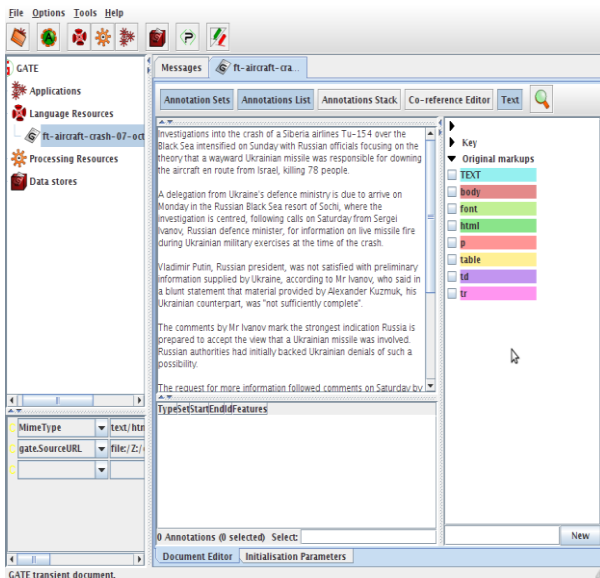 File Options Tools Help
GATE
Applications
Language Resources
ft-aircraft-crash-07-oct
Processing Resources
Data stores
MimeType text/htm
gate.SourceURL file:/Z:/
GATE transient document.
Messages ft-aircraft-cra...
Annotation Sets Annotations List Annotations Stack Co-reference Editor Text
Investigations into the crash of a Siberia airlines Tu-154 over the
Black Sea intensified on Sunday with Russian officials focusing on the
theory that a wayward Ukrainian missile was responsible for downing
the aircraft en route from Israel, killing 78 people.
A delegation from Ukraine's defence ministry is due to arrive on
Monday in the Russian Black Sea resort of Sochi, where the
investigation is centred, following calls on Saturday from Sergei
Ivanov, Russian defence minister, for information on live missile fire
during Ukrainian military exercises at the time of the crash.
Vladimir Putin, Russian president, was not satisfied with preliminary
information supplied by Ukraine, according to Mr Ivanov, who said in
a blunt statement that material provided by Alexander Kuzmuk, his
Ukrainian counterpart, was "not sufficiently complete".
The comments by Mr Ivanov mark the strongest indication Russia is
prepared to accept the view that a Ukrainian missile was involved.
Russian authorities had initially backed Ukrainian denials of such a
possibility.
The request for more information followed comments on Saturday by
Type Set Start End Id Features
0 Annotations (0 selected) Select:
Document Editor Initialisation Parameters
Key
Original markups
TEXT
body
font
html
p
table
td
tr
New